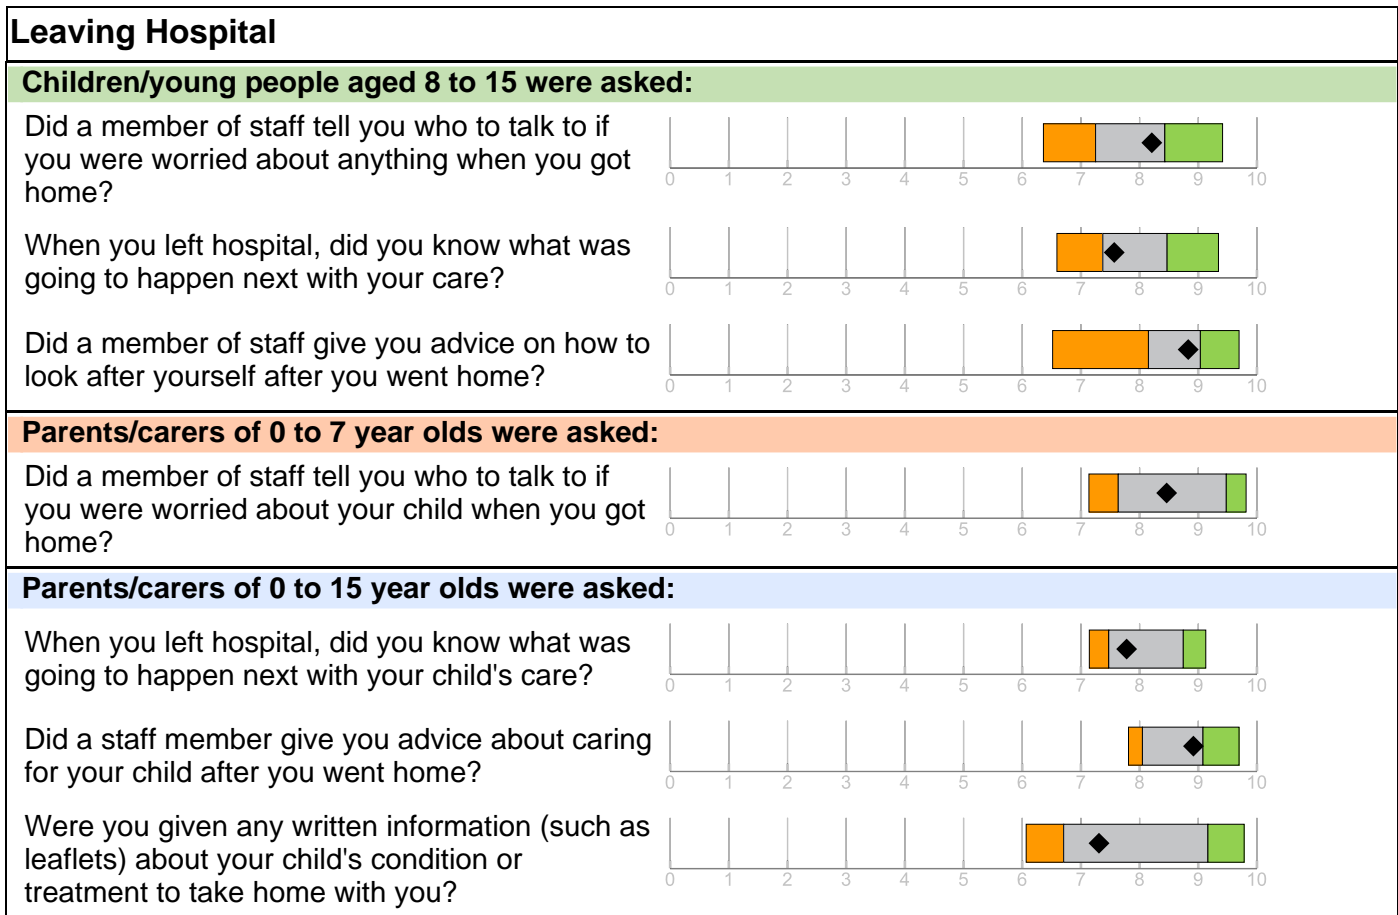 Leaving Hospital
Children/young people aged 8 to 15 were asked:
Did a member of staff tell you who to talk to if
you were worried about anything when you got
home?
0 1 2 3 4 5 6 7 8 9 10
When you left hospital, did you know what was
going to happen next with your care?
0 1 2 3 4 5 6 7 8 9 10
Did a member of staff give you advice on how to
look after yourself after you went home?
0 1 2 3 4 5 6 7 8 9 10
Parents/carers of 0 to 7 year olds were asked:
Did a member of staff tell you who to talk to if
you were worried about your child when you got
home?
0 1 2 3 4 5 6 7 8 9 10
Parents/carers of 0 to 15 year olds were asked:
When you left hospital, did you know what was
going to happen next with your child's care?
0 1 2 3 4 5 6 7 8 9 10
Did a staff member give you advice about caring
for your child after you went home?
0 1 2 3 4 5 6 7 8 9 10
Were you given any written information (such as
leaflets) about your child's condition or
treatment to take home with you?
0 1 2 3 4 5 6 7 8 9 10